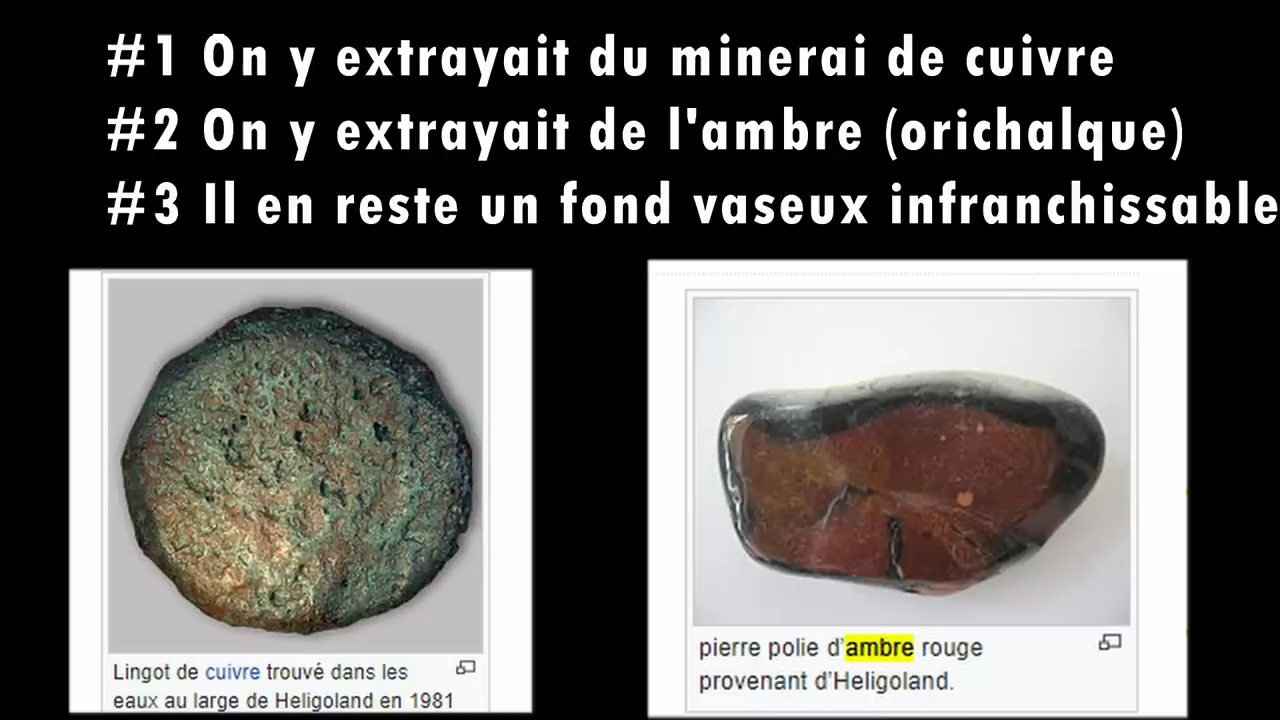 #1 On y extrayait du minerai de cuivre
#2 On y extrayait de l'ambre (orichalque)
#3 Il en reste un fond vaseux infranchissable
Lingot de cuivre trouvé dans les
eaux au large de Heligoland en 1981
pierre polie d'ambre rouge
provenant d'Heligoland.